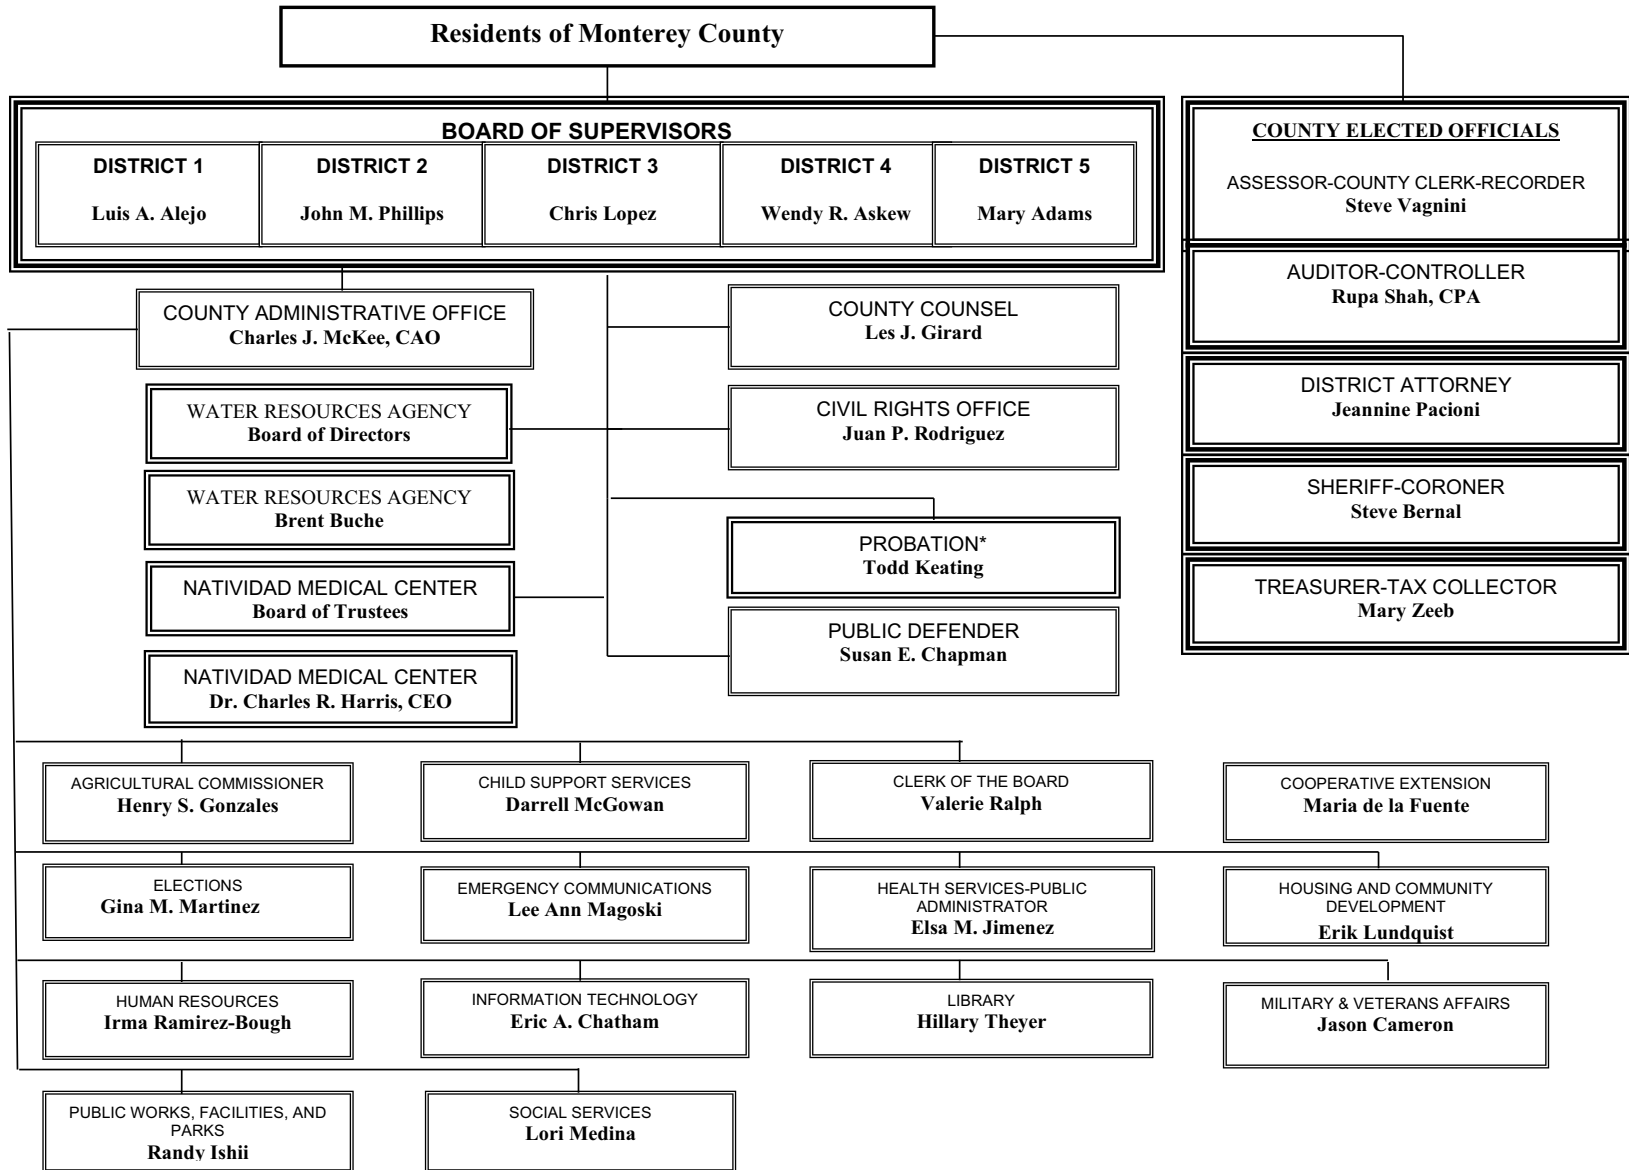 Residents of Monterey County
BOARD OF SUPERVISORS
DISTRICT 1
Luis A. Alejo
DISTRICT 2
John M. Phillips
DISTRICT 3
Chris Lopez
DISTRICT 4
Wendy R. Askew
DISTRICT 5
Mary Adams
COUNTY ELECTED OFFICIALS
ASSESSOR-COUNTY CLERK-RECORDER
Steve Vagnini
AUDITOR-CONTROLLER
Rupa Shah, CPA
DISTRICT ATTORNEY
Jeannine Pacioni
SHERIFF-CORONER
Steve Bernal
TREASURER-TAX COLLECTOR
Mary Zeeb
COUNTY ADMINISTRATIVE OFFICE
Charles J. McKee, CAO
WATER RESOURCES AGENCY
Board of Directors
WATER RESOURCES AGENCY
Brent Buche
NATIVIDAD MEDICAL CENTER
Board of Trustees
NATIVIDAD MEDICAL CENTER
Dr. Charles R. Harris, CEO
COUNTY COUNSEL
Les J. Girard
CIVIL RIGHTS OFFICE
Juan P. Rodriguez
PROBATION*
Todd Keating
PUBLIC DEFENDER
Susan E. Chapman
AGRICULTURAL COMMISSIONER
Henry S. Gonzales
CHILD SUPPORT SERVICES
Darrell McGowan
CLERK OF THE BOARD
Valerie Ralph
COOPERATIVE EXTENSION
Maria de la Fuente
ELECTIONS
Gina M. Martinez
EMERGENCY COMMUNICATIONS
Lee Ann Magoski
HEALTH SERVICES-PUBLIC
ADMINISTRATOR
Elsa M. Jimenez
HOUSING AND COMMUNITY
DEVELOPMENT
Erik Lundquist
HUMAN RESOURCES
Irma Ramirez-Bough
INFORMATION TECHNOLOGY
Eric A. Chatham
LIBRARY
Hillary Theyer
MILITARY & VETERANS AFFAIRS
Jason Cameron
PUBLIC WORKS, FACILITIES, AND
PARKS
Randy Ishii
SOCIAL SERVICES
Lori Medina